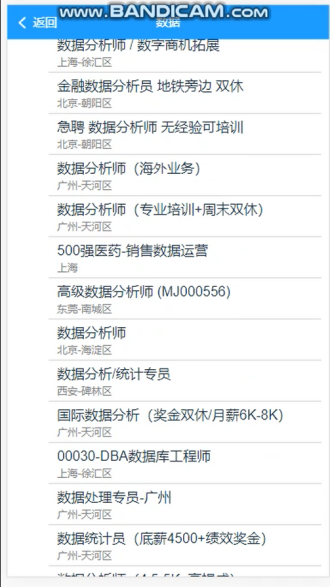 www.BANDICAM.com
返回
数据
数据分析师 / 数字商机拓展
上海-徐汇区
金融数据分析员 地铁旁边 双休
北京-朝阳区
急聘 数据分析师 无经验可培训
北京-朝阳区
数据分析师（海外业务）
广州-天河区
数据分析师（专业培训+周末双休）
广州-天河区
500强医药-销售数据运营
上海
高级数据分析师 (MJ000556)
东莞-南城区
数据分析师
北京-海淀区
数据分析/统计专员
西安-碑林区
国际数据分析（奖金双休/月薪6K-8K）
广州-天河区
00030-DBA数据库工程师
上海-徐汇区
数据处理专员-广州
广州-天河区
数据统计员（底薪4500+绩效奖金）
广州-天河区